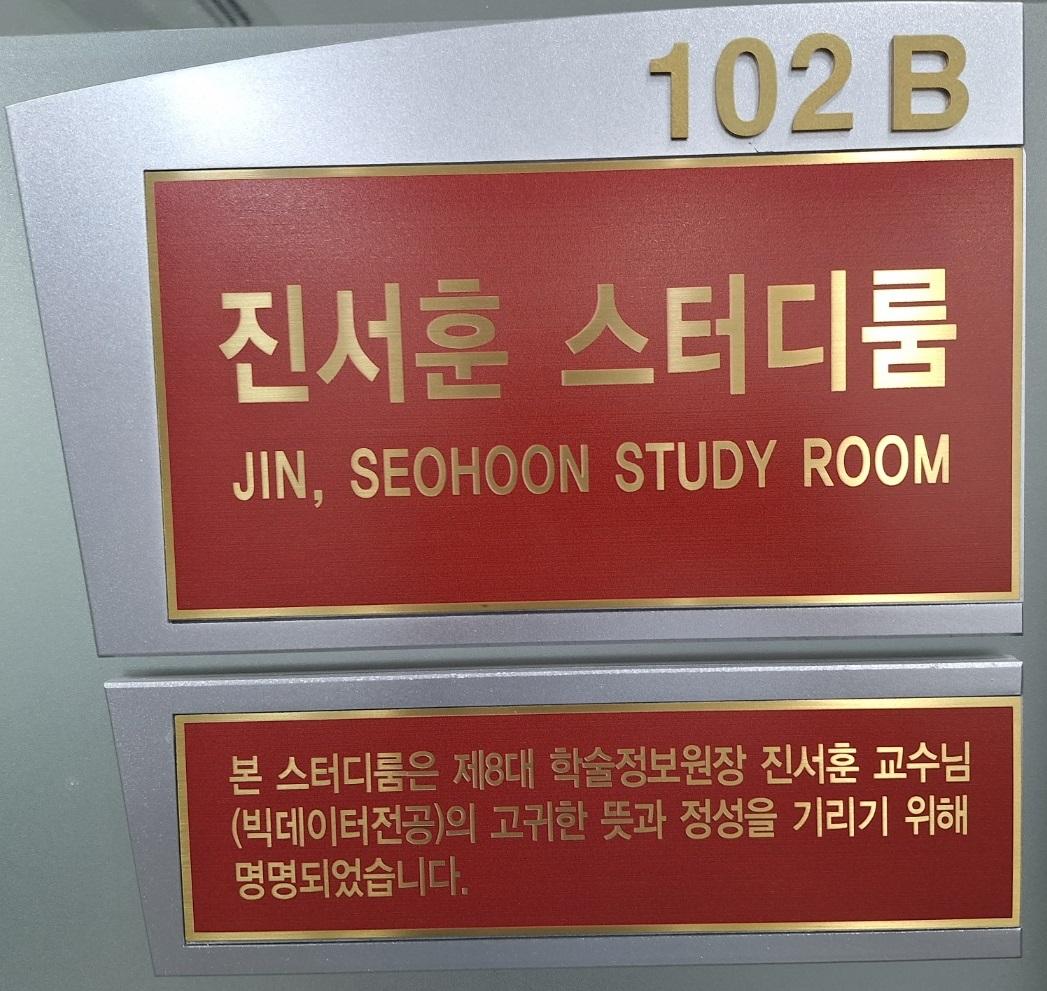 102 B
진서훈 스터디룸
JIN, SEOHOON STUDY ROOM
본 스터디룸은 제8대 학술정보원장 진서훈 교수님
(빅데이터전공)의 고귀한 뜻과 정성을 기리기 위해
명명되었습니다.